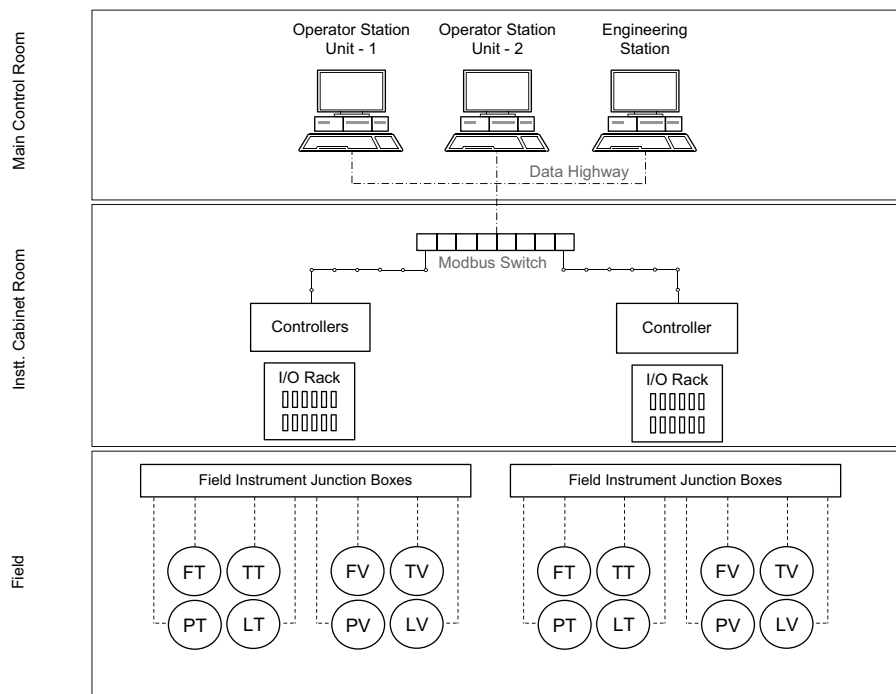 Main Control Room
Operator Station
Unit - 1
Operator Station
Unit - 2
Engineering
Station
Data Highway
Instt. Cabinet Room
Modbus Switch
Controllers
Controller
I/O Rack
I/O Rack
Field
Field Instrument Junction Boxes
Field Instrument Junction Boxes
FT TT FV TV FT TT FV TV
PT LT PV LV PT LT PV LV